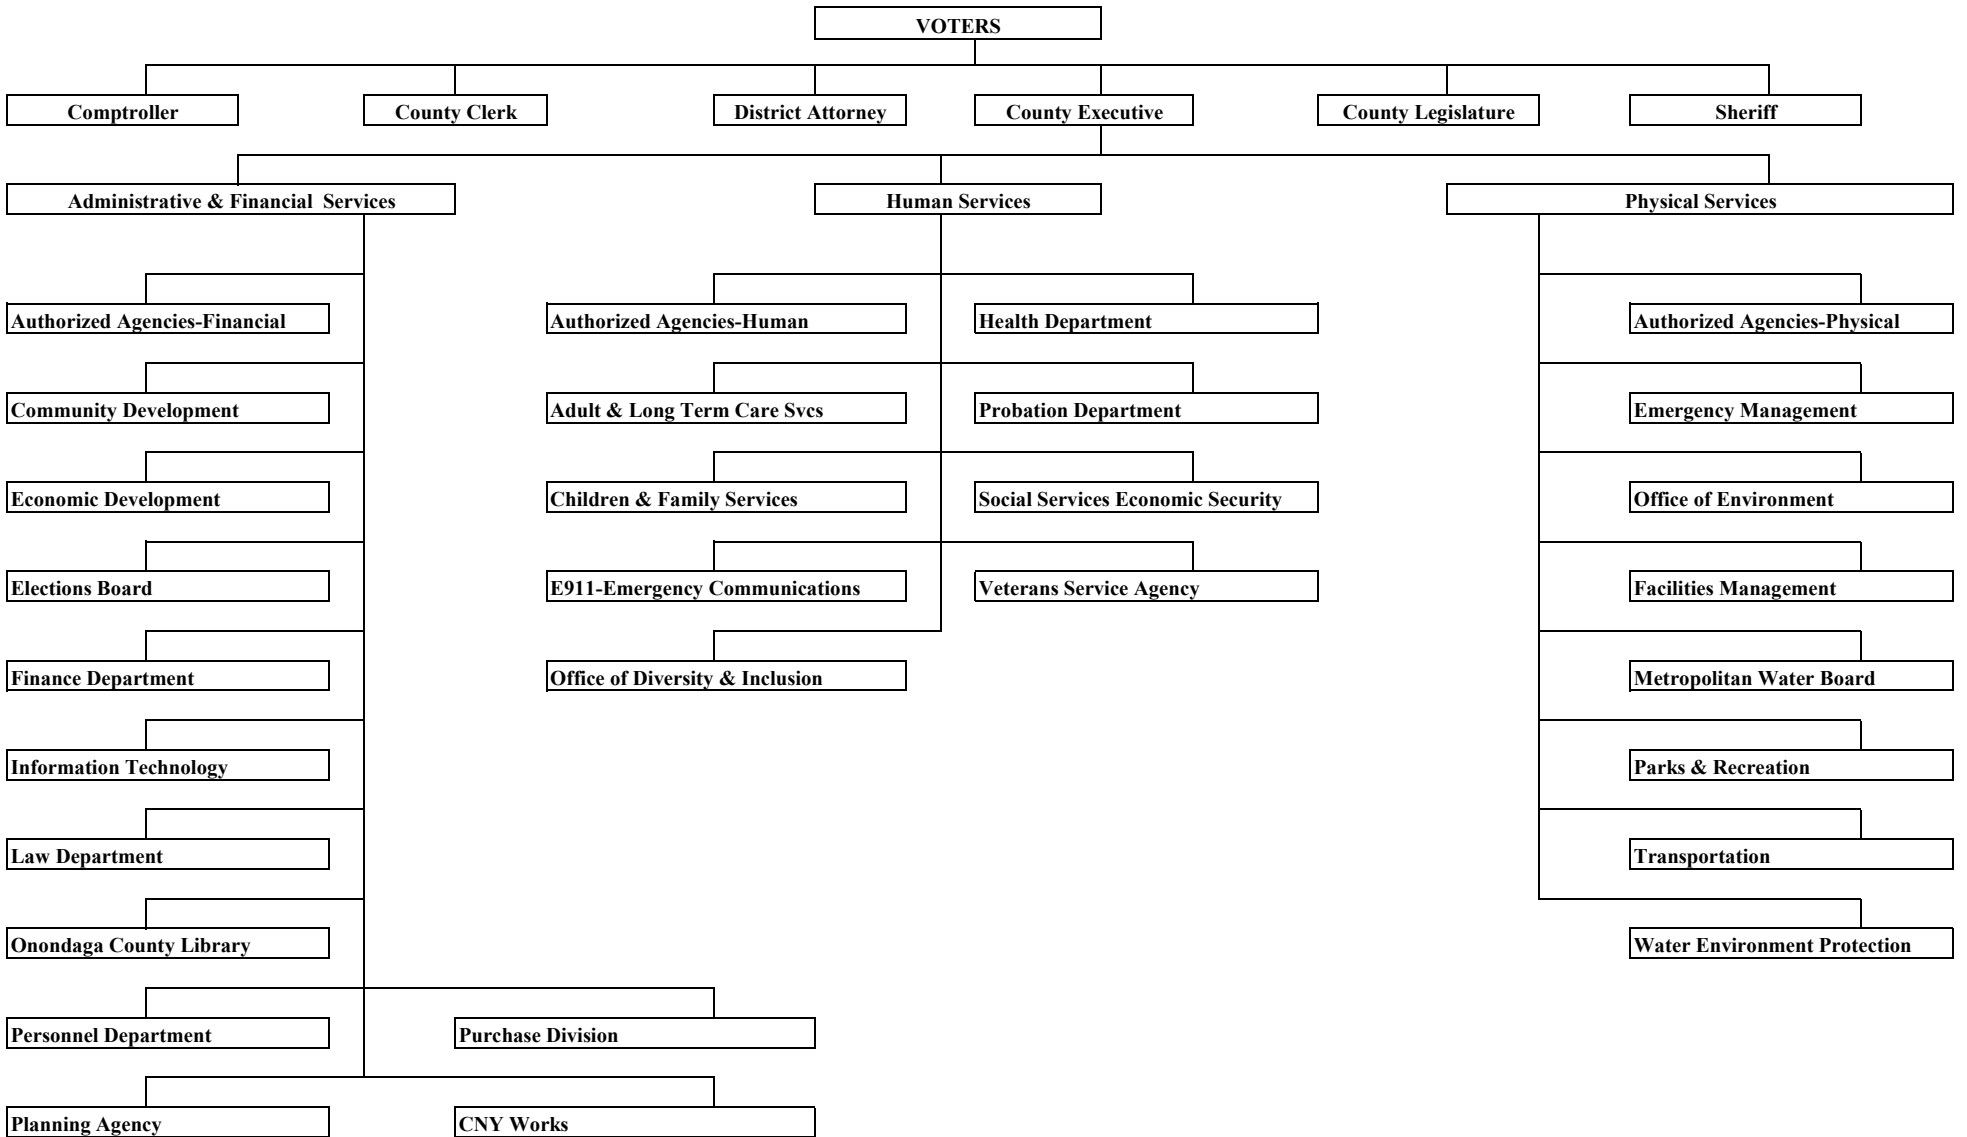 VOTERS
Comptroller
County Clerk
District Attorney
County Executive
County Legislature
Sheriff
Administrative & Financial Services
Human Services
Physical Services
Authorized Agencies-Financial
Authorized Agencies-Human
Health Department
Authorized Agencies-Physical
Community Development
Adult & Long Term Care Svcs
Probation Department
Emergency Management
Economic Development
Children & Family Services
Social Services Economic Security
Office of Environment
Elections Board
E911-Emergency Communications
Veterans Service Agency
Facilities Management
Finance Department
Office of Diversity & Inclusion
Metropolitan Water Board
Information Technology
Parks & Recreation
Law Department
Transportation
Onondaga County Library
Water Environment Protection
Personnel Department
Purchase Division
Planning Agency
CNY Works